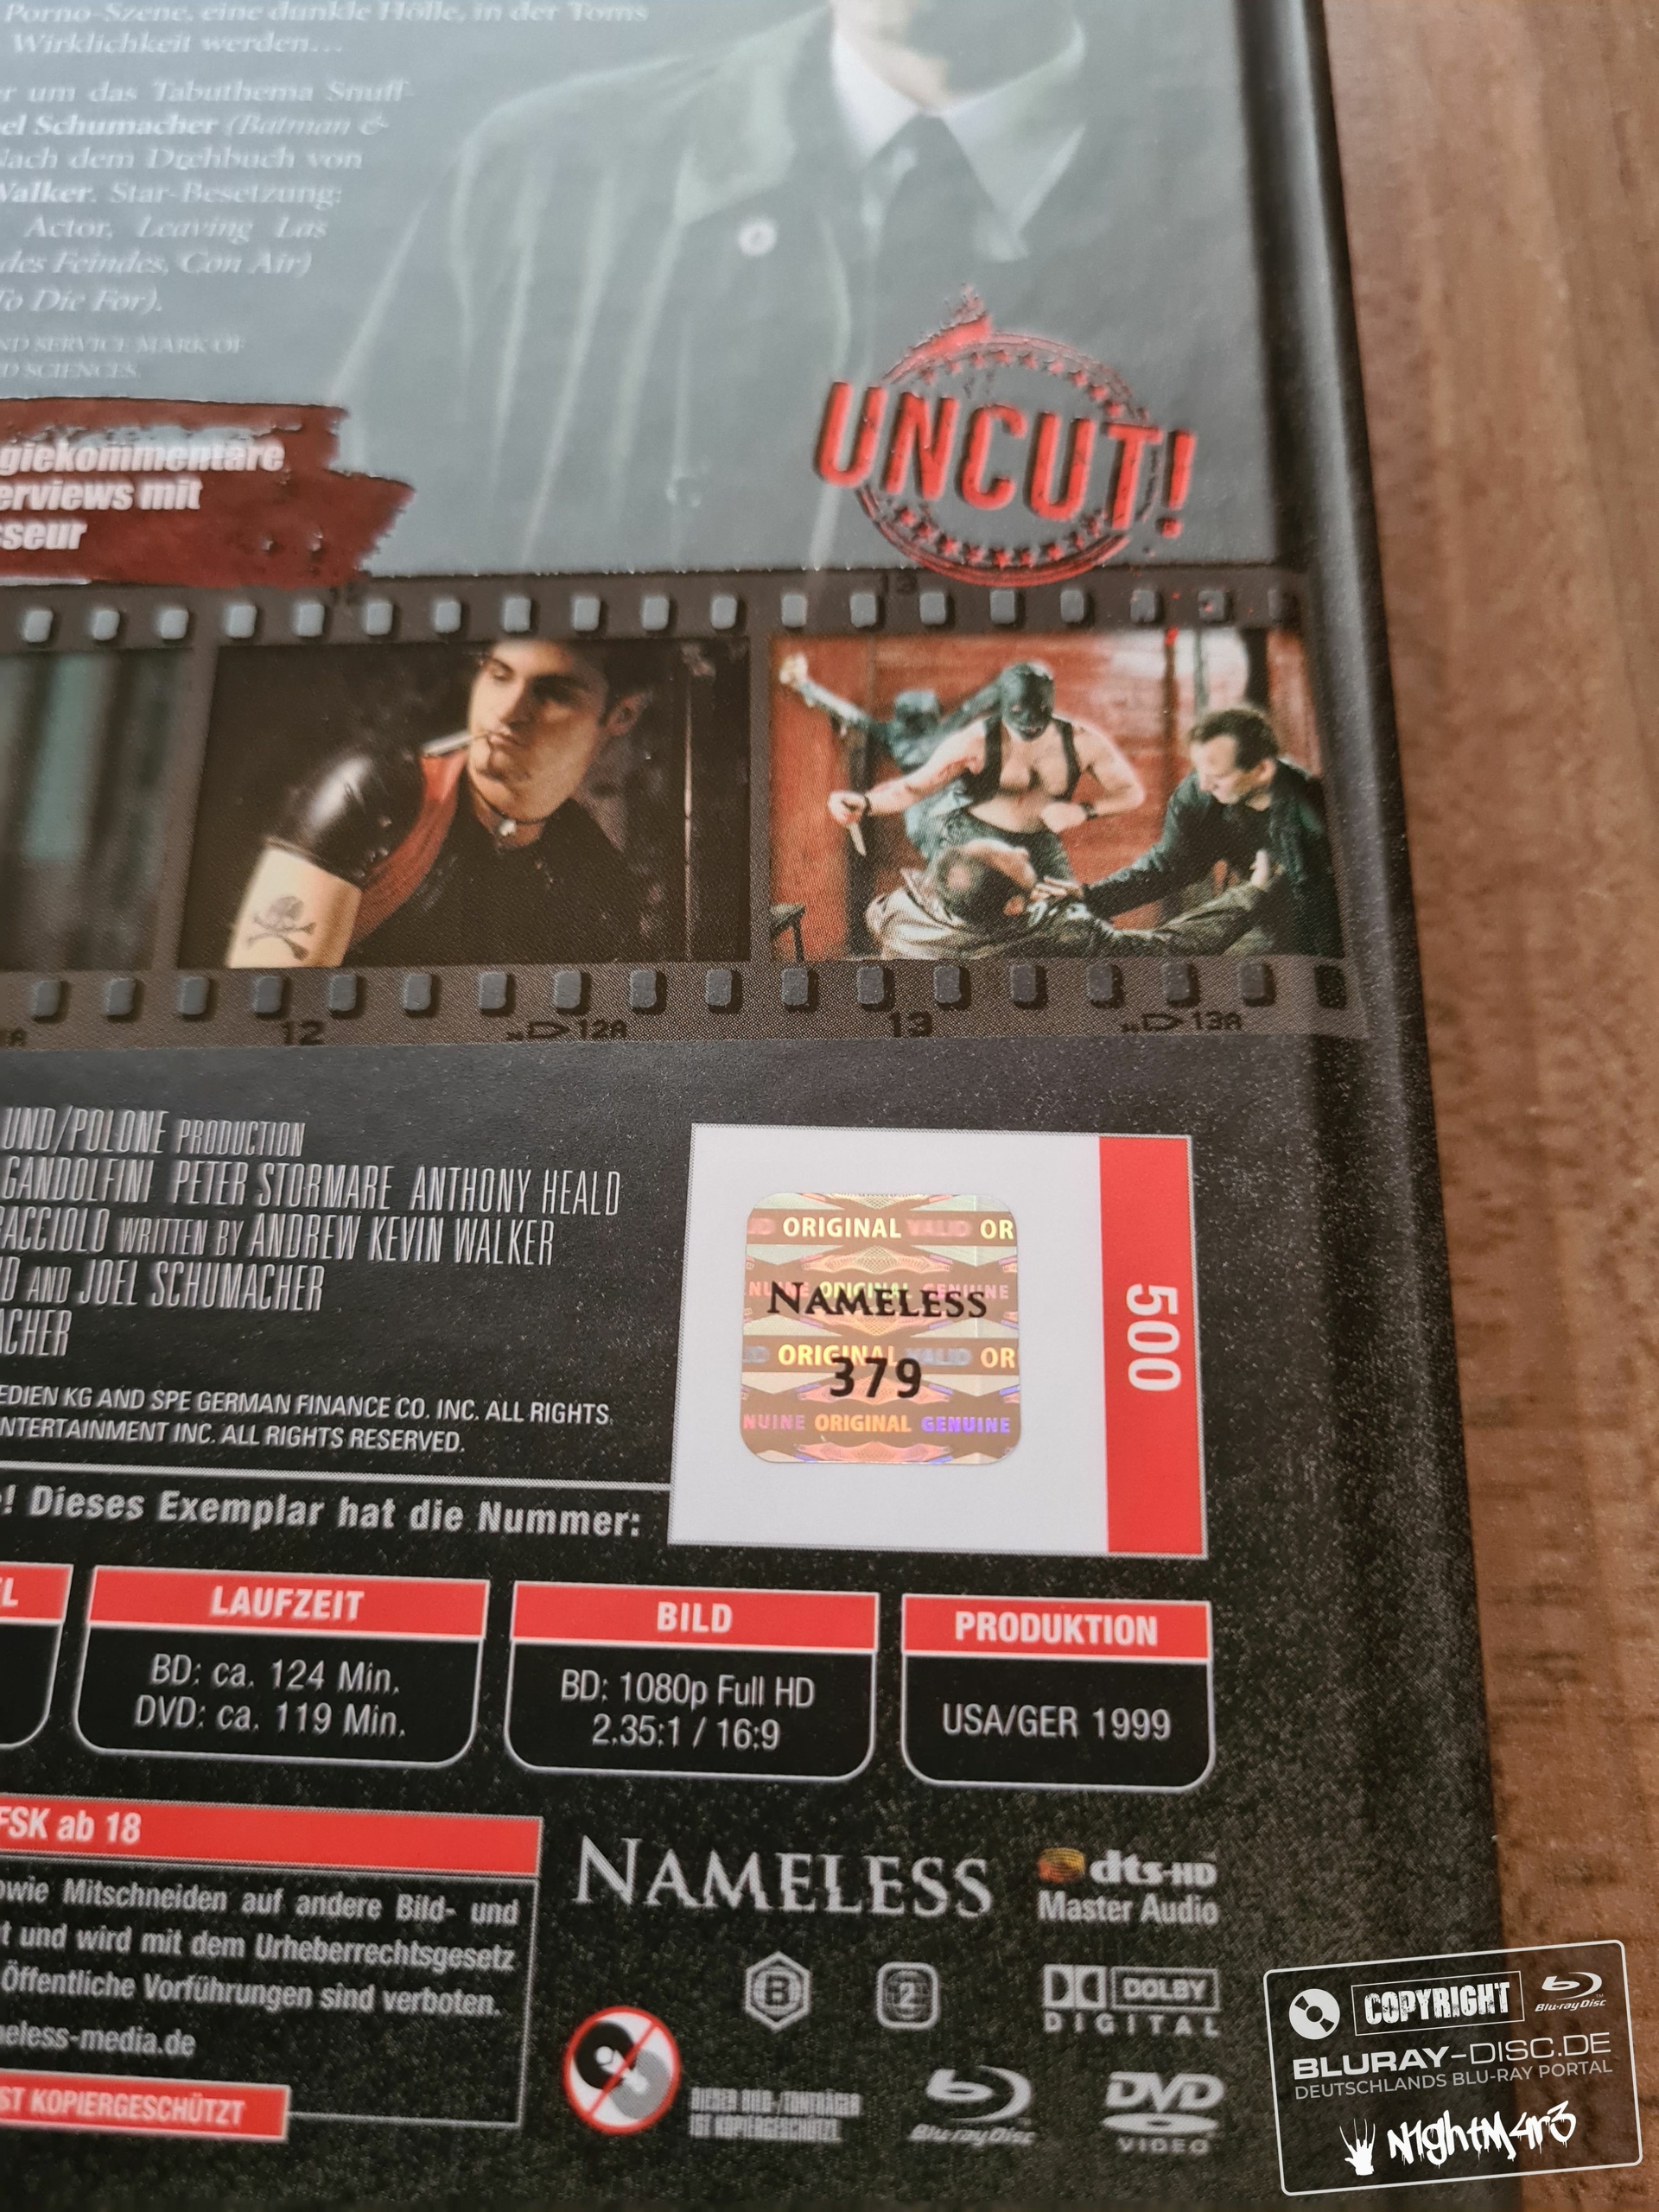 Porno-Szene, eine dunkle Hölle, in der Toms
Wirklichkeit werden...
er um das Tabuthema Snuff-
el Schumacher (Batman &
Nach dem Drehbuch von
Walker. Star-Besetzung:
Actor, Leaving Las
des Feindes, Con Air)
To Die For).
ND SERVICE MARK OF
D SCIENCES.
giekommentare
erviews mit
sseur
UNCUT!
13
12
12A
13
13A
UND/POLONE PRODUCTION
GANDOLFINI PETER STORMARE ANTHONY HEALD
RACCIOLO WRITTEN BY ANDREW KEVIN WALKER
D AND JOEL SCHUMACHER
ACHER
EDIEN KG AND SPE GERMAN FINANCE CO. INC. ALL RIGHTS
NTERTAINMENT INC. ALL RIGHTS RESERVED.
! Dieses Exemplar hat die Nummer:
ORIGINAL VALID OR
NUINE ORIGINAL GENUINE
NAMELESS
ORIGINAL VALID OR
379
NUINE ORIGINAL GENUINE
500
EL
LAUFZEIT
BD: ca. 124 Min.
DVD: ca. 119 Min.
BILD
BD: 1080p Full HD
2.35:1 / 16:9
PRODUKTION
USA/GER 1999
FSK ab 18
owie Mitschneiden auf andere Bild- und
t und wird mit dem Urheberrechtsgesetz
Öffentliche Vorführungen sind verboten.
eless-media.de
ST KOPIERGESCHÜTZT
NAMELESS
dts-HD
Master Audio
B
2
DOLBY
DIGITAL
DIESER BILD-/TONTRÄGER
IST KOPIERGESCHÜTZT.
Blu-ray Disc
DVD
VIDEO
COPYRIGHT
Blu-ray Disc
BLURAY-DISC.DE
DEUTSCHLANDS BLU-RAY PORTAL
N1ghtM4r3